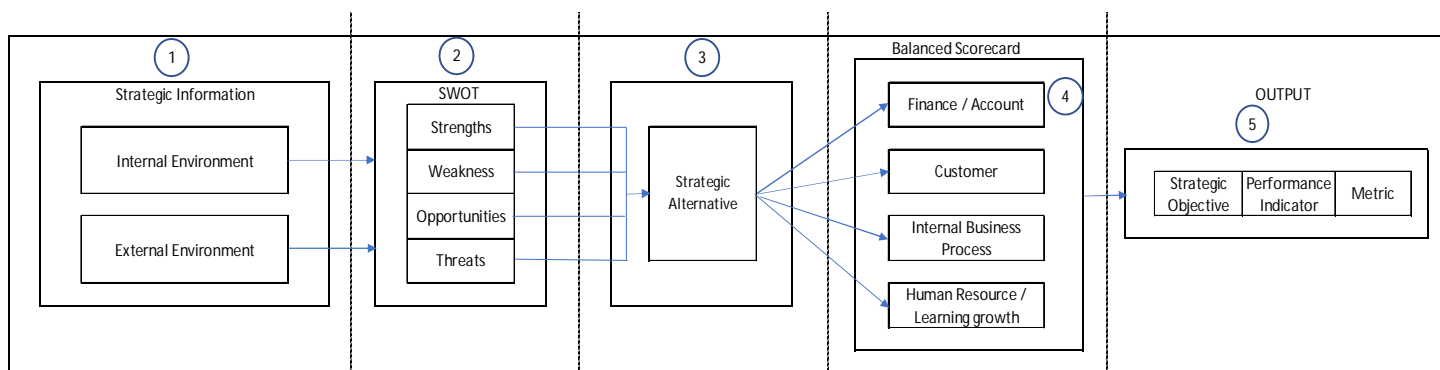 1
Strategic Information
Internal Environment
External Environment
2
SWOT
Strengths
Weakness
Opportunities
Threats
3
Strategic
Alternative
Balanced Scorecard
4
Finance / Account
Customer
Internal Business
Process
Human Resource /
Learning growth
OUTPUT
5
Strategic
Objective
Performance
Indicator
Metric